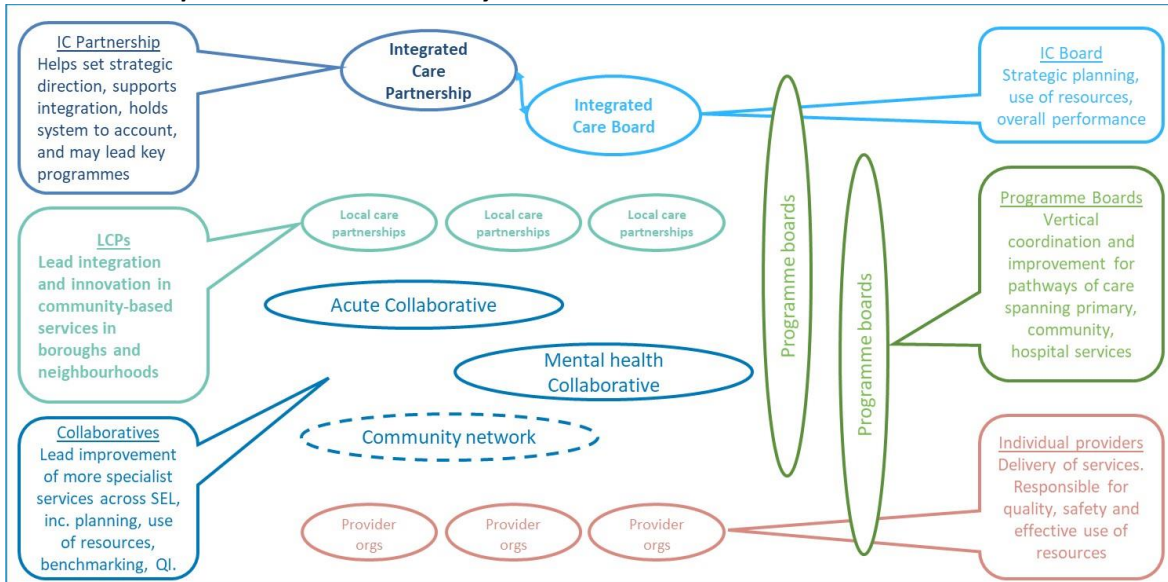 IC Partnership
Helps set strategic
direction, supports
integration, holds
system to account,
and may lead key
programmes
Integrated
Care
Partnership
Integrated
Care Board
IC Board
Strategic planning,
use of resources,
overall performance
LCPs
Lead integration
and innovation in
community-based
services in
boroughs and
neighbourhoods
Local care
partnerships
Local care
partnerships
Local care
partnerships
Acute Collaborative
Mental health
Collaborative
Community network
Programme boards
Programme boards
Programme Boards
Vertical
coordination and
improvement for
pathways of care
spanning primary,
community,
hospital services
Collaboratives
Lead improvement
of more specialist
services across SEL,
inc. planning, use
of resources,
benchmarking, QI.
Provider
orgs
Provider
orgs
Provider
orgs
Individual providers
Delivery of services.
Responsible for
quality, safety and
effective use of
resources